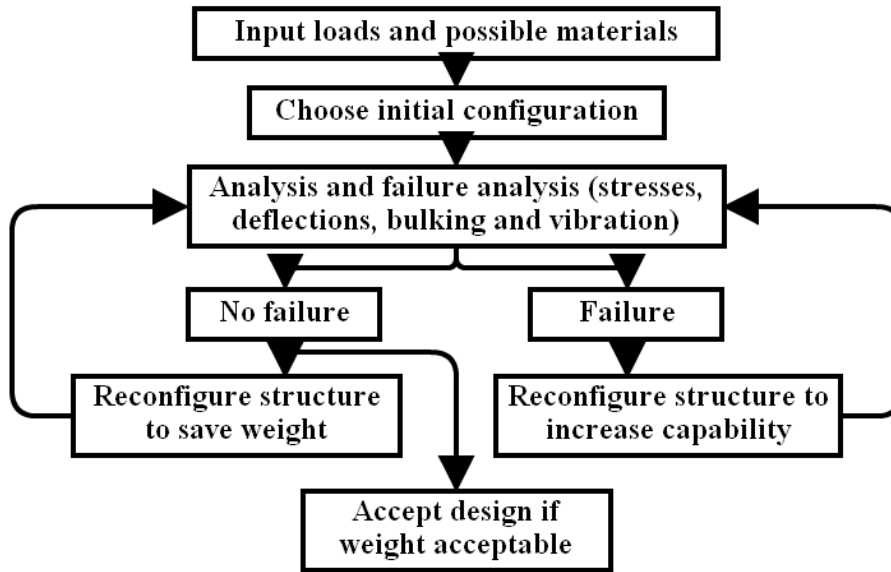 Input loads and possible materials
Choose initial configuration
Analysis and failure analysis (stresses,
deflections, bulking and vibration)
No failure
Failure
Reconfigure structure
to save weight
Reconfigure structure to
increase capability
Accept design if
weight acceptable